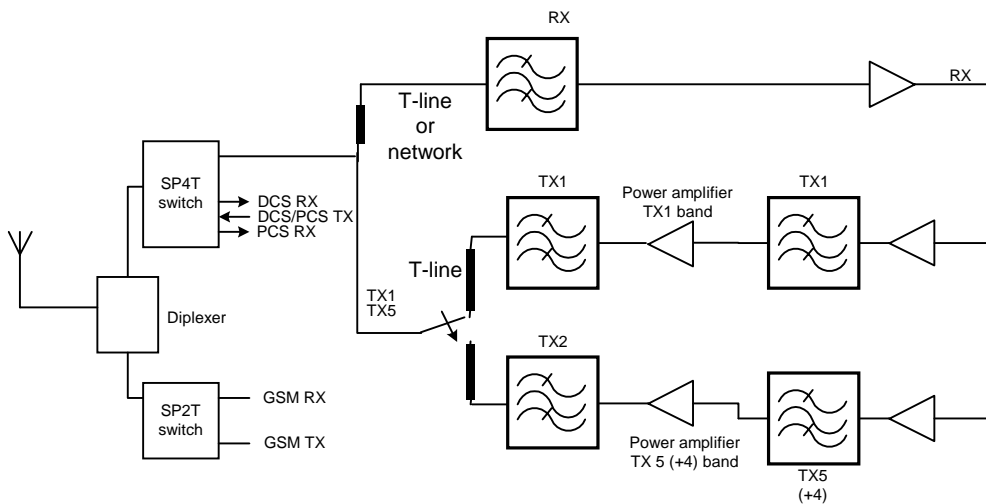 RX
RX
T-line
or
network
SP4T
switch
DCS RX
DCS/PCS TX
PCS RX
TX1
Power amplifier
TX1 band
TX1
T-line
TX1
TX5
Diplexer
TX2
SP2T
switch
GSM RX
GSM TX
Power amplifier
TX 5 (+4) band
TX5
(+4)